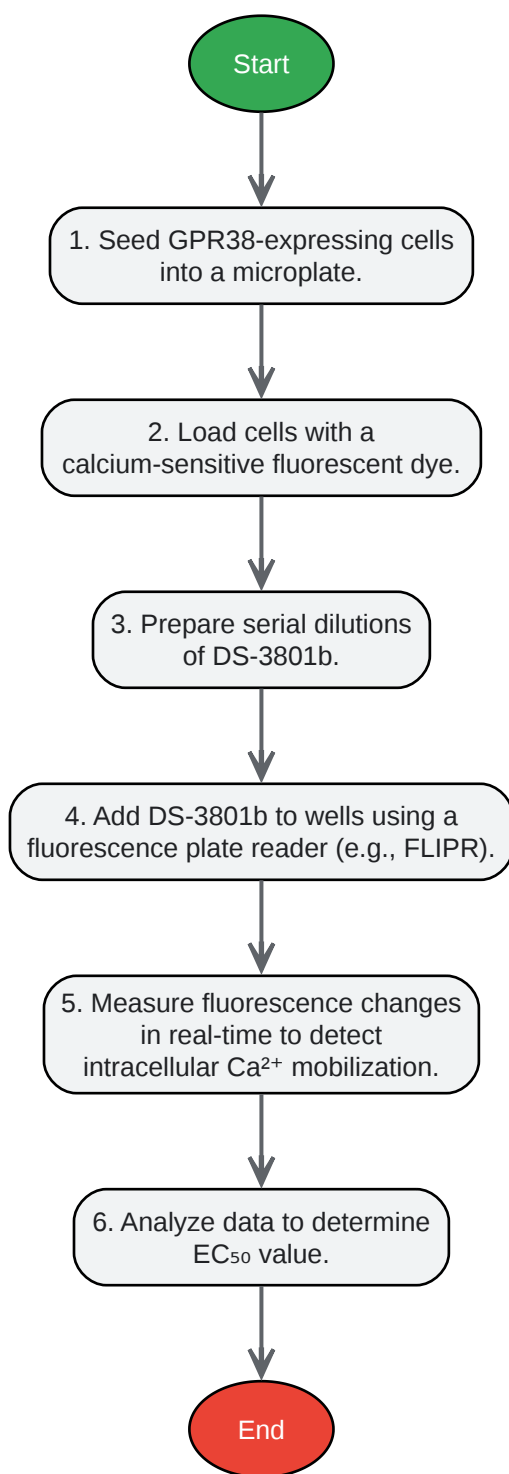 Start
1. Seed GPR38-expressing cells
into a microplate.
2. Load cells with a
calcium-sensitive fluorescent dye.
3. Prepare serial dilutions
of DS-3801b.
4. Add DS-3801b to wells using a
fluorescence plate reader (e.g., FLIPR).
5. Measure fluorescence changes
in real-time to detect
intracellular Ca²⁺ mobilization.
6. Analyze data to determine
EC₅₀ value.
End